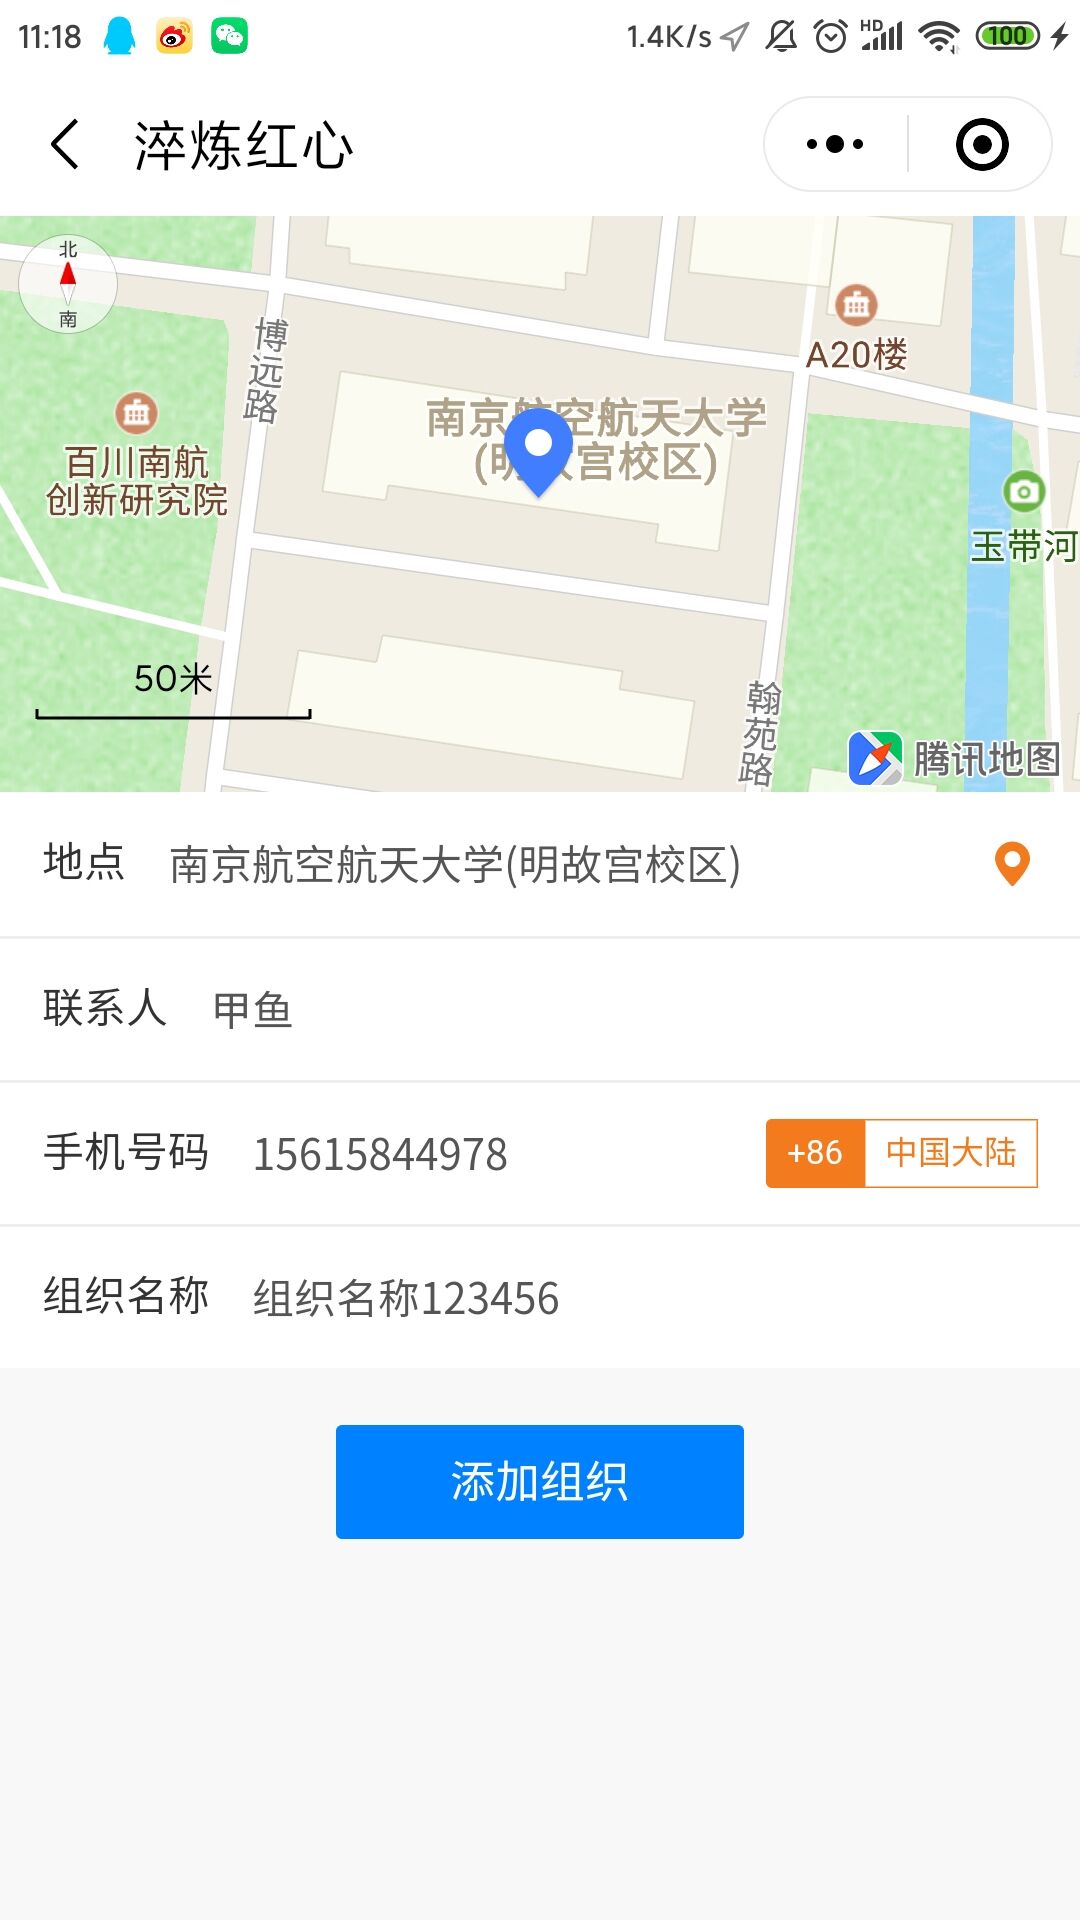 11:18
1.4K/s
HD
100
淬炼红心
北
南
博远路
A20楼
百川南航
创新研究院
南京航空航天大学
(明故宫校区)
玉带河
50米
翰苑路
腾讯地图
地点 南京航空航天大学(明故宫校区)
联系人 甲鱼
手机号码 15615844978 +86 中国大陆
组织名称 组织名称123456
添加组织